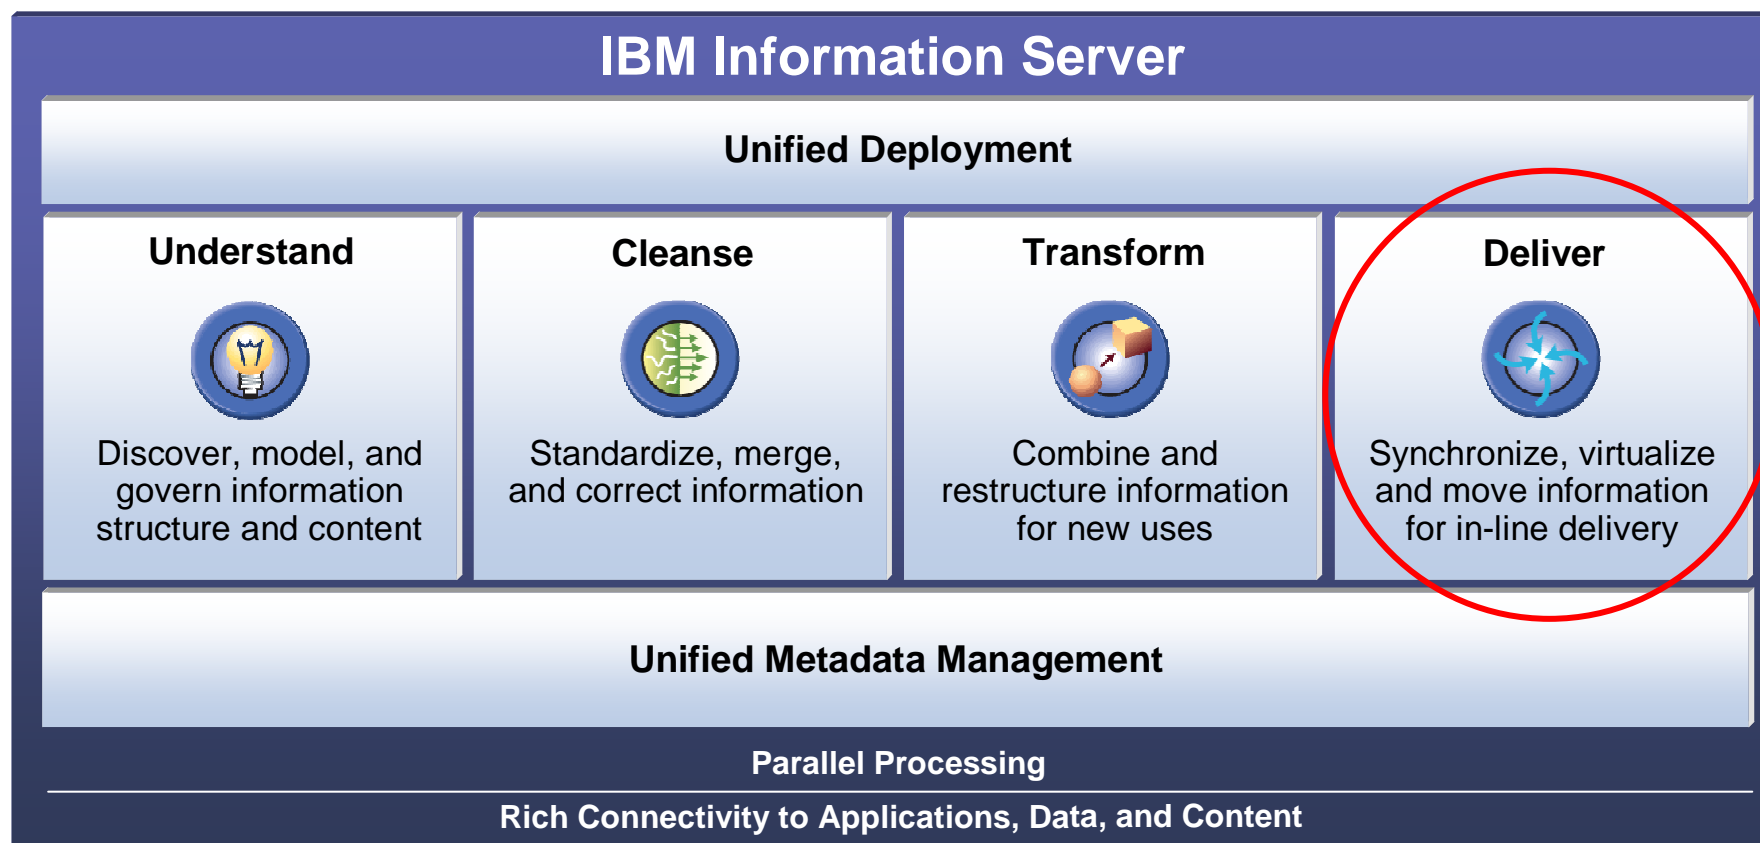 IBM Information Server
Unified Deployment
Understand
Discover, model, and
govern information
structure and content
Cleanse
Standardize, merge,
and correct information
Transform
Combine and
restructure information
for new uses
Deliver
Synchronize, virtualize
and move information
for in-line delivery
Unified Metadata Management
Parallel Processing
Rich Connectivity to Applications, Data, and Content